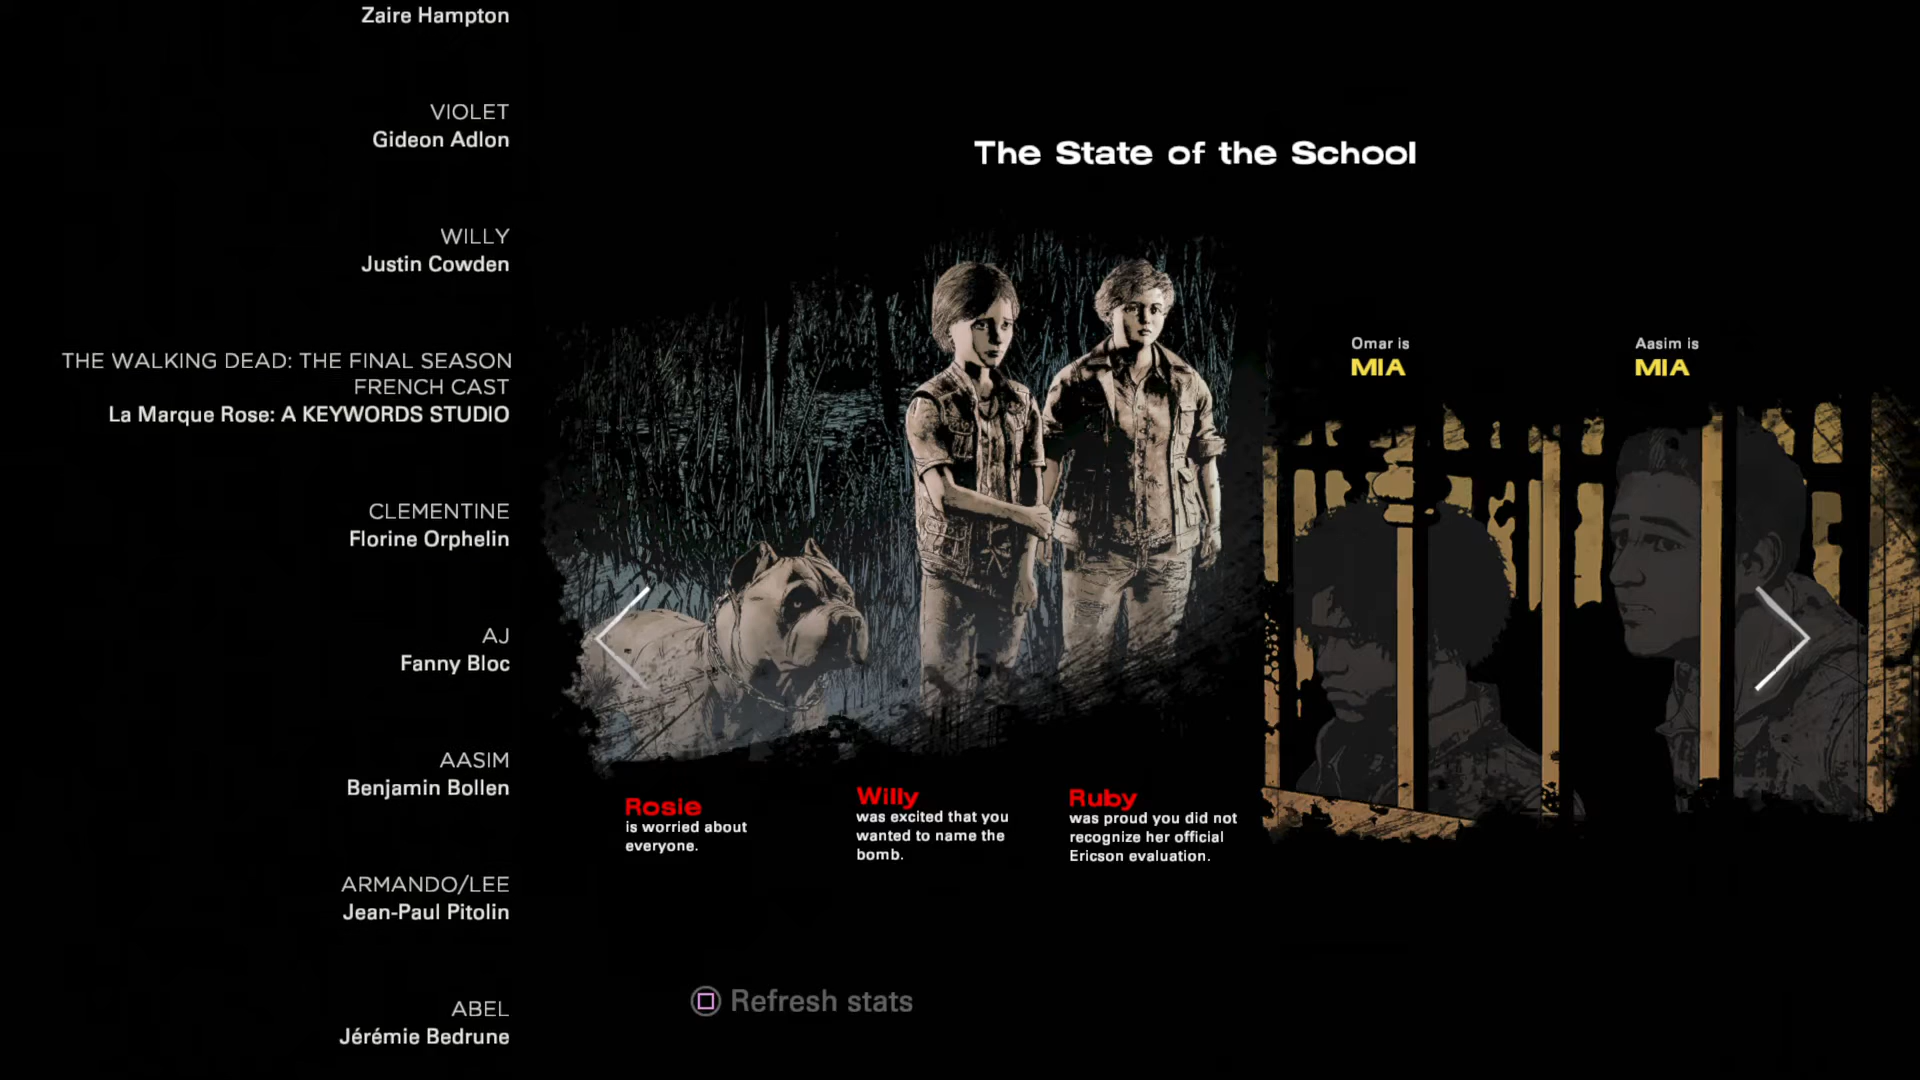 Zaire Hampton
VIOLET
Gideon Adlon
WILLY
Justin Cowden
THE WALKING DEAD: THE FINAL SEASON
FRENCH CAST
La Marque Rose: A KEYWORDS STUDIO
CLEMENTINE
Florine Orphelin
AJ
Fanny Bloc
AASIM
Benjamin Bollen
ARMANDO/LEE
Jean-Paul Pitolin
ABEL
Jérémie Bedrune
The State of the School
Omar is
MIA
Aasim is
MIA
Rosie
is worried about
everyone.
Willy
was excited that you
wanted to name the
bomb.
Ruby
was proud you did not
recognize her official
Ericson evaluation.
Refresh stats